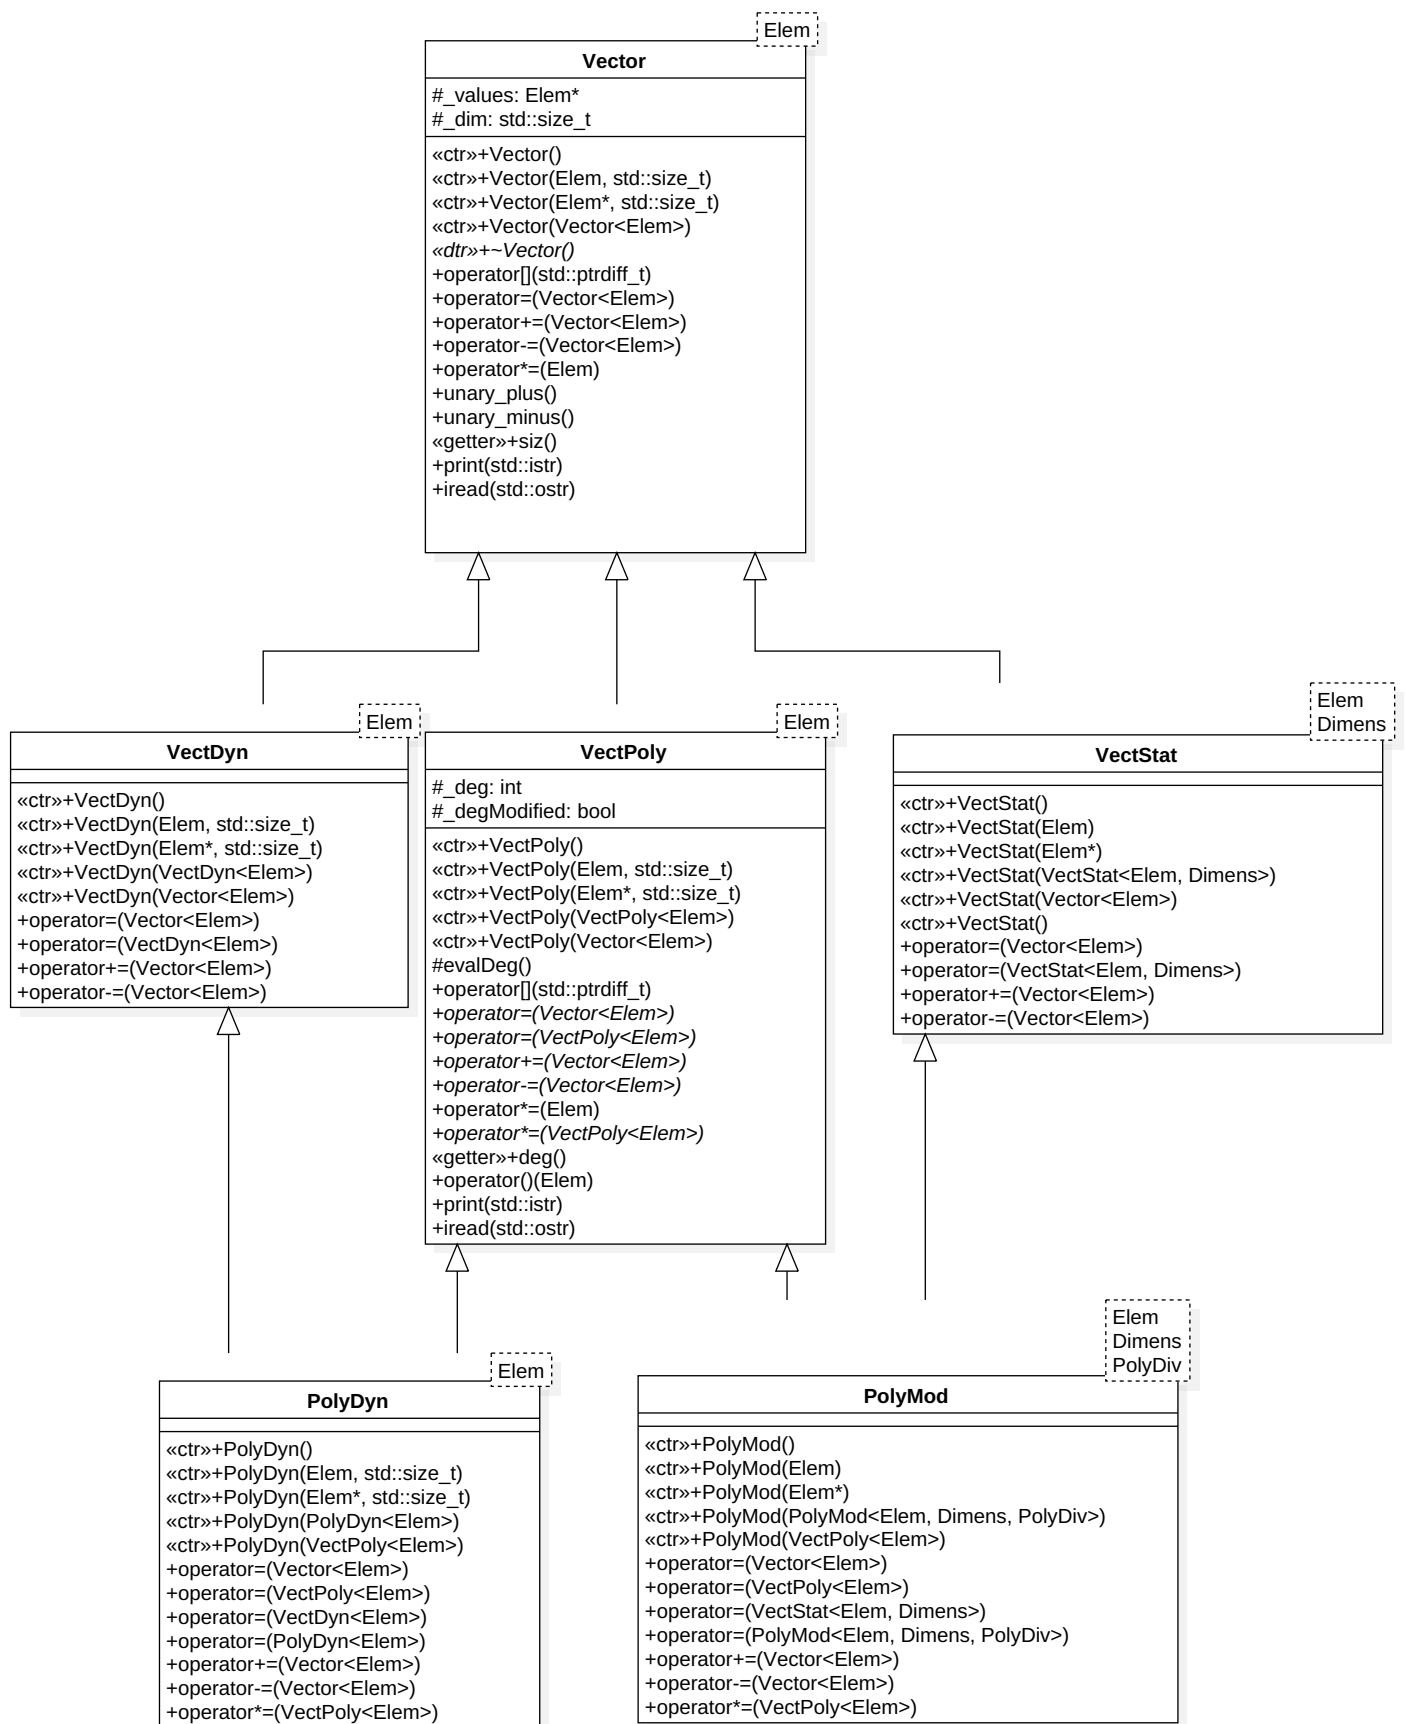 Elem
Vector
#_values: Elem*
#_dim: std::size_t
«ctr»+Vector()
«ctr»+Vector(Elem, std::size_t)
«ctr»+Vector(Elem*, std::size_t)
«ctr»+Vector(Vector<Elem>)
«dtr»+~Vector()
+operator[](std::ptrdiff_t)
+operator=(Vector<Elem>)
+operator+=(Vector<Elem>)
+operator-=(Vector<Elem>)
+operator*=(Elem)
+unary_plus()
+unary_minus()
«getter»+siz()
+print(std::istr)
+iread(std::ostr)
Elem
VectDyn
«ctr»+VectDyn()
«ctr»+VectDyn(Elem, std::size_t)
«ctr»+VectDyn(Elem*, std::size_t)
«ctr»+VectDyn(VectDyn<Elem>)
«ctr»+VectDyn(Vector<Elem>)
+operator=(Vector<Elem>)
+operator=(VectDyn<Elem>)
+operator+=(Vector<Elem>)
+operator-=(Vector<Elem>)
Elem
VectPoly
#_deg: int
#_degModified: bool
«ctr»+VectPoly()
«ctr»+VectPoly(Elem, std::size_t)
«ctr»+VectPoly(Elem*, std::size_t)
«ctr»+VectPoly(VectPoly<Elem>)
«ctr»+VectPoly(Vector<Elem>)
#evalDeg()
+operator[](std::ptrdiff_t)
+operator=(Vector<Elem>)
+operator=(VectPoly<Elem>)
+operator+=(Vector<Elem>)
+operator-=(Vector<Elem>)
+operator*=(Elem)
+operator*=(VectPoly<Elem>)
«getter»+deg()
+operator()(Elem)
+print(std::istr)
+iread(std::ostr)
Elem
Dimens
VectStat
«ctr»+VectStat()
«ctr»+VectStat(Elem)
«ctr»+VectStat(Elem*)
«ctr»+VectStat(VectStat<Elem, Dimens>)
«ctr»+VectStat(Vector<Elem>)
«ctr»+VectStat()
+operator=(Vector<Elem>)
+operator=(VectStat<Elem, Dimens>)
+operator+=(Vector<Elem>)
+operator-=(Vector<Elem>)
Elem
PolyDyn
«ctr»+PolyDyn()
«ctr»+PolyDyn(Elem, std::size_t)
«ctr»+PolyDyn(Elem*, std::size_t)
«ctr»+PolyDyn(PolyDyn<Elem>)
«ctr»+PolyDyn(VectPoly<Elem>)
+operator=(Vector<Elem>)
+operator=(VectPoly<Elem>)
+operator=(VectDyn<Elem>)
+operator=(PolyDyn<Elem>)
+operator+=(Vector<Elem>)
+operator-=(Vector<Elem>)
+operator*=(VectPoly<Elem>)
Elem
Dimens
PolyDiv
PolyMod
«ctr»+PolyMod()
«ctr»+PolyMod(Elem)
«ctr»+PolyMod(Elem*)
«ctr»+PolyMod(PolyMod<Elem, Dimens, PolyDiv>)
«ctr»+PolyMod(VectPoly<Elem>)
+operator=(Vector<Elem>)
+operator=(VectPoly<Elem>)
+operator=(VectStat<Elem, Dimens>)
+operator=(PolyMod<Elem, Dimens, PolyDiv>)
+operator+=(Vector<Elem>)
+operator-=(Vector<Elem>)
+operator*=(VectPoly<Elem>)